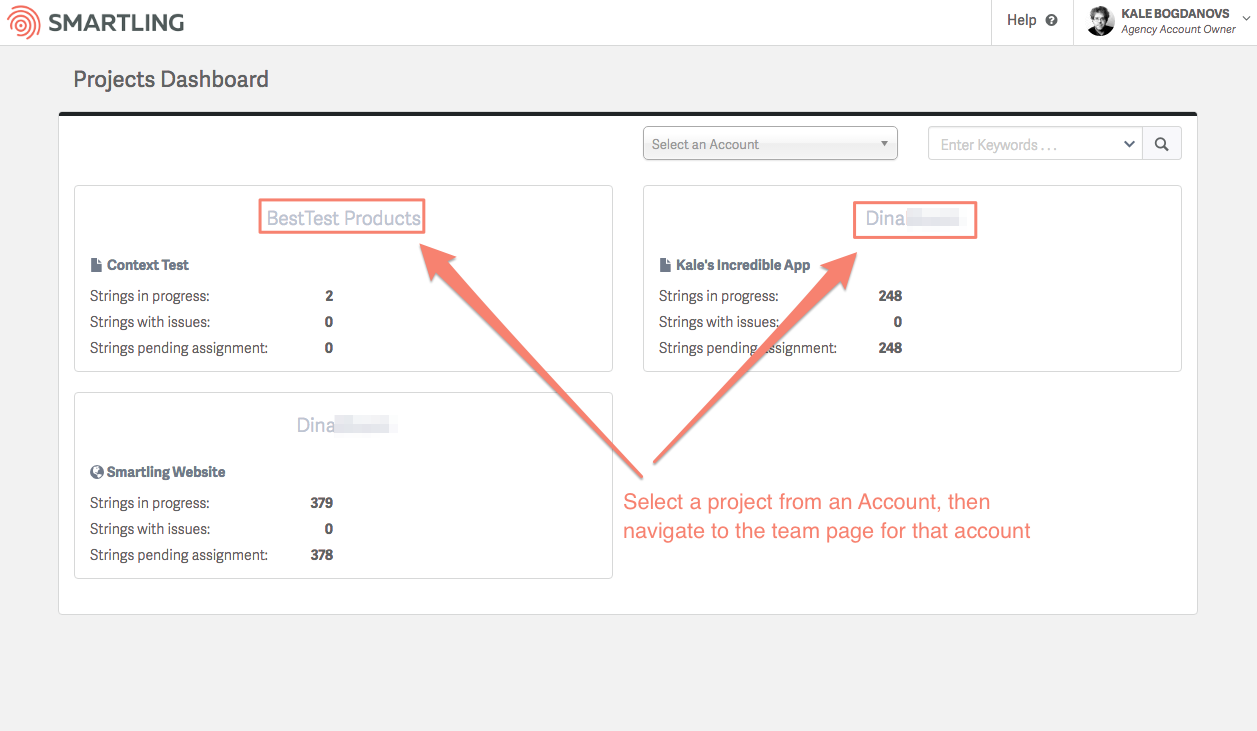 SMARTLING
Help
KALE BOGDANOVS
Agency Account Owner
Projects Dashboard
Select an Account
Enter Keywords . . .
BestTest Products
Context Test
Strings in progress: 2
Strings with issues: 0
Strings pending assignment: 0
Dina
Kale's Incredible App
Strings in progress: 248
Strings with issues: 0
Strings pending assignment: 248
Dina
Smartling Website
Strings in progress: 379
Strings with issues: 0
Strings pending assignment: 378
Select a project from an Account, then
navigate to the team page for that account